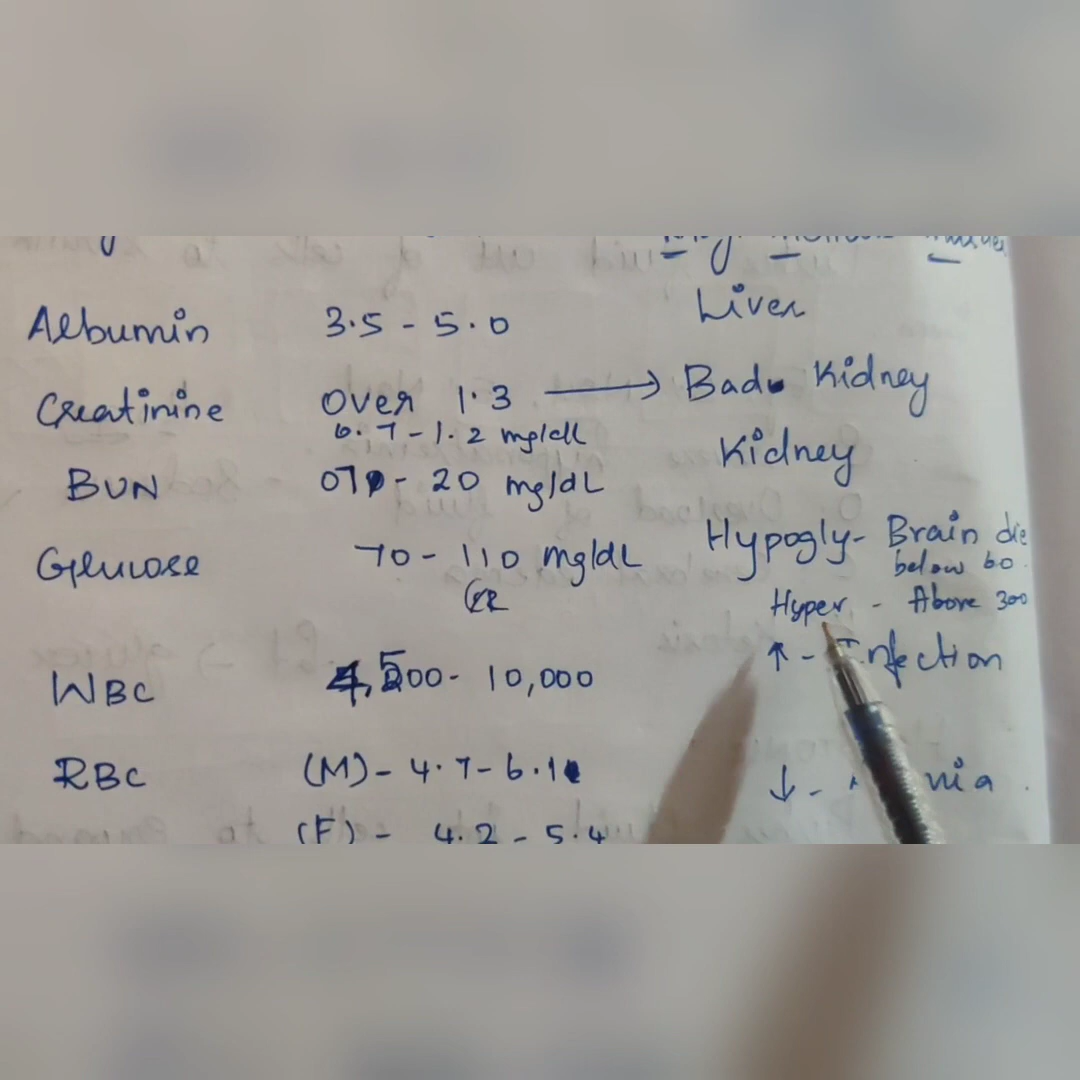 Albumin 3.5 - 5.0 Liver
Creatinine Over 1.3 → Bad Kidney
0.7 - 1.2 mg/dL
BUN 07 - 20 mg/dL Kidney
Glucose 70 - 110 mg/dL Hypogly - Brain die
below 60
Hyper - Above 300
WBC 4,500 - 10,000 ↑ - Infection
RBC (M) - 4.7 - 6.1 ↓ -
(F) - 4.2 - 5.4